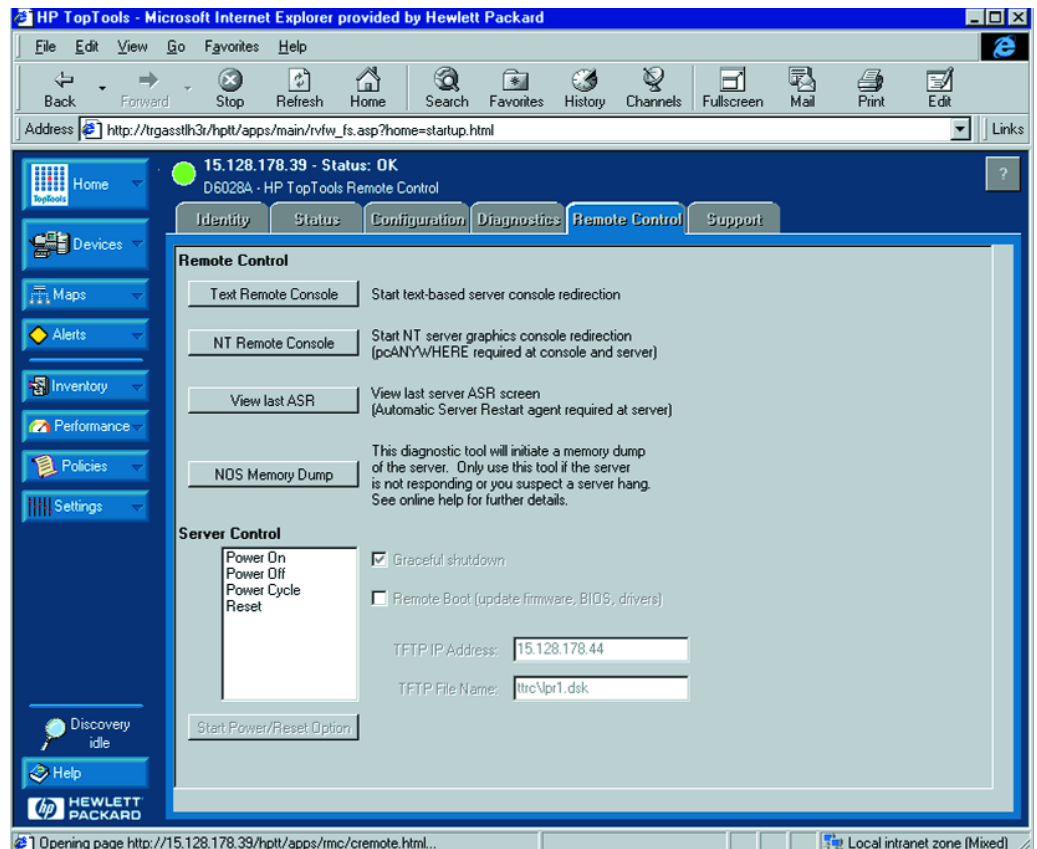 HP TopTools - Microsoft Internet Explorer provided by Hewlett Packard
File Edit View Go Favorites Help
Back Forward Stop Refresh Home Search Favorites History Channels Fullscreen Mail Print Edit
Address http://trgasstlh3r/hptt/apps/main/rvfw_fs.asp?home=startup.html Links
15.128.178.39 - Status: OK
D6028A - HP TopTools Remote Control
?
TopTools
Home
Devices
Maps
Alerts
Inventory
Performance
Policies
Settings
Discovery
idle
Help
HEWLETT
PACKARD
Identity Status Configuration Diagnostics Remote Control Support
Remote Control
Text Remote Console Start text-based server console redirection
NT Remote Console Start NT server graphics console redirection
(pcANYWHERE required at console and server)
View last ASR View last server ASR screen
(Automatic Server Restart agent required at server)
NOS Memory Dump This diagnostic tool will initiate a memory dump
of the server. Only use this tool if the server
is not responding or you suspect a server hang.
See online help for further details.
Server Control
Power On
Power Off
Power Cycle
Reset
Graceful shutdown
Remote Boot (update firmware, BIOS, drivers)
TFTP IP Address: 15.128.178.44
TFTP File Name: ttrc\lpr1.dsk
Start Power/Reset Option
Opening page http://15.128.178.39/hptt/apps/rmc/cremote.html... Local intranet zone (Mixed)